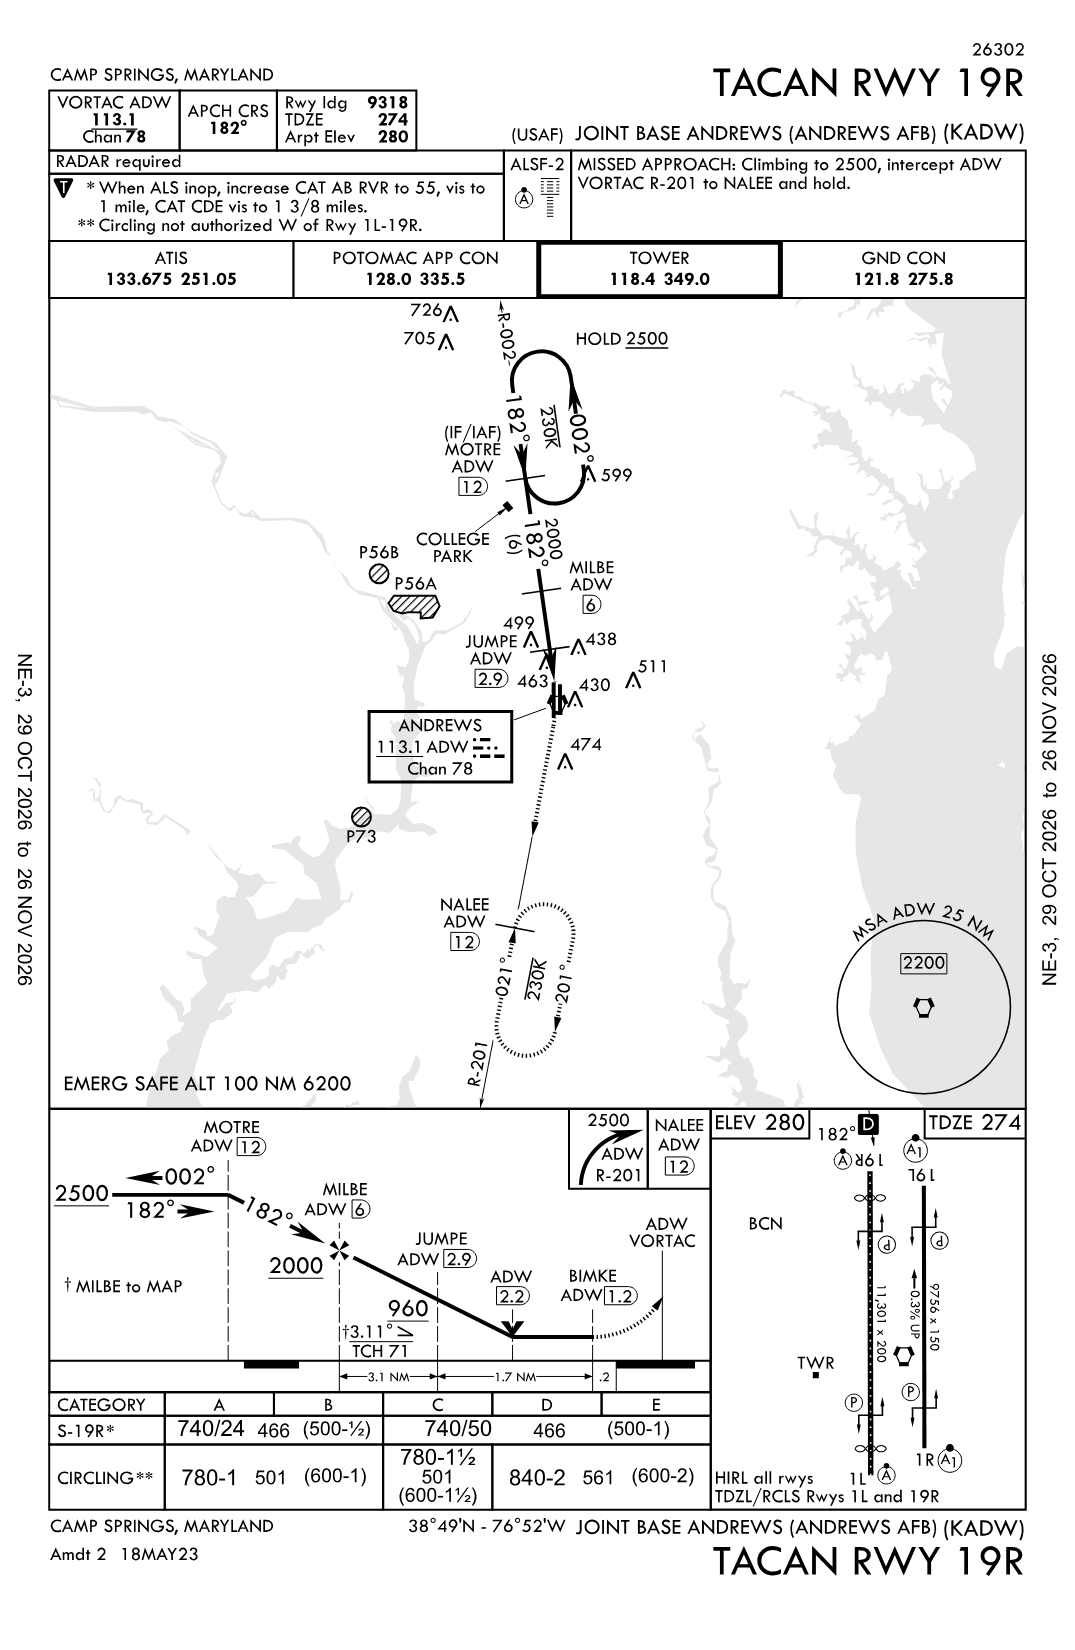 26302
CAMP SPRINGS, MARYLAND
TACAN RWY 19R
VORTAC ADW
113.1
Chan 78
APCH CRS
182°
Rwy ldg 9318
TDZE 274
Arpt Elev 280
(USAF) JOINT BASE ANDREWS (ANDREWS AFB) (KADW)
RADAR required
T
* When ALS inop, increase CAT AB RVR to 55, vis to
1 mile, CAT CDE vis to 1 3/8 miles.
** Circling not authorized W of Rwy 1L-19R.
ALSF-2
A
MISSED APPROACH: Climbing to 2500, intercept ADW
VORTAC R-201 to NALEE and hold.
ATIS
133.675 251.05
POTOMAC APP CON
128.0 335.5
TOWER
118.4 349.0
GND CON
121.8 275.8
726
705
R-002
HOLD 2500
182°
230K
002°
(IF/IAF)
MOTRE
ADW
12
599
COLLEGE
PARK
2000
182°
(6)
P56B
P56A
MILBE
ADW
6
499
438
JUMPE
ADW
2.9
463
511
430
ANDREWS
113.1 ADW
Chan 78
474
P73
NALEE
ADW
12
021°
230K
201°
R-201
MSA ADW 25 NM
2200
EMERG SAFE ALT 100 NM 6200
NE-3, 29 OCT 2026 to 26 NOV 2026
NE-3, 29 OCT 2026 to 26 NOV 2026
MOTRE
ADW 12
002°
2500
182°
182°
MILBE
ADW 6
2000
JUMPE
ADW 2.9
† MILBE to MAP
960
†3.11°
TCH 71
ADW
2.2
BIMKE
ADW 1.2
ADW
VORTAC
2500
ADW
R-201
NALEE
ADW
12
3.1 NM
1.7 NM
.2
ELEV 280
D
TDZE 274
182°
A
19R
A1
19L
BCN
P
P
11,301 x 200
0.3% UP
9756 x 150
TWR
P
P
1L
A
1R
A1
HIRL all rwys
TDZL/RCLS Rwys 1L and 19R
CATEGORY A B C D E
S-19R* 740/24 466 (500-½) 740/50 466 (500-1)
CIRCLING** 780-1 501 (600-1) 780-1½ 501 (600-1½) 840-2 561 (600-2)
CAMP SPRINGS, MARYLAND
38°49'N - 76°52'W JOINT BASE ANDREWS (ANDREWS AFB) (KADW)
Amdt 2 18MAY23
TACAN RWY 19R